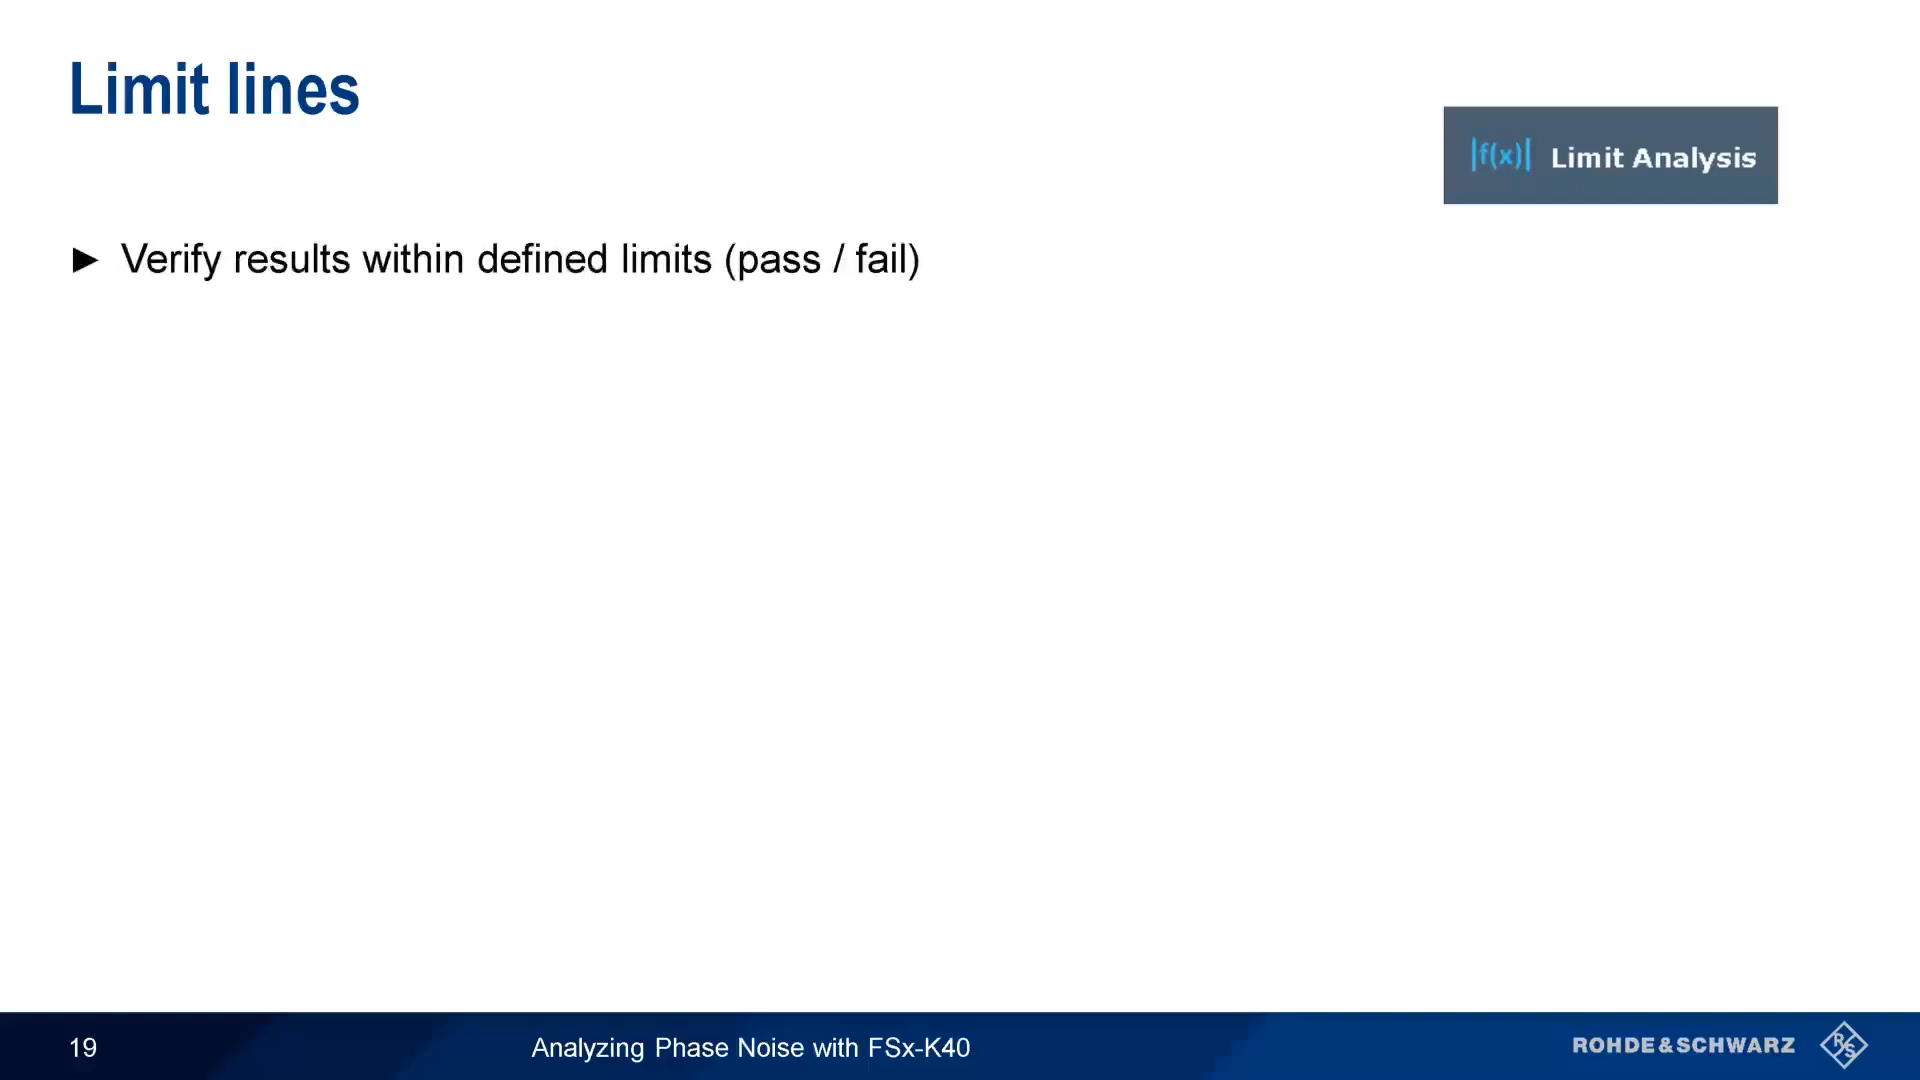 Limit lines
|f(x)| Limit Analysis
► Verify results within defined limits (pass / fail)
19
Analyzing Phase Noise with FSx-K40
ROHDE&SCHWARZ
R S